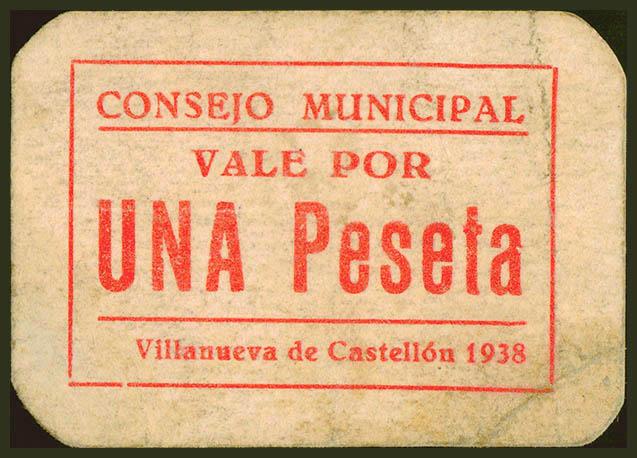 CONSEJO MUNICIPAL
VALE POR
UNA Peseta
Villanueva de Castellón 1938